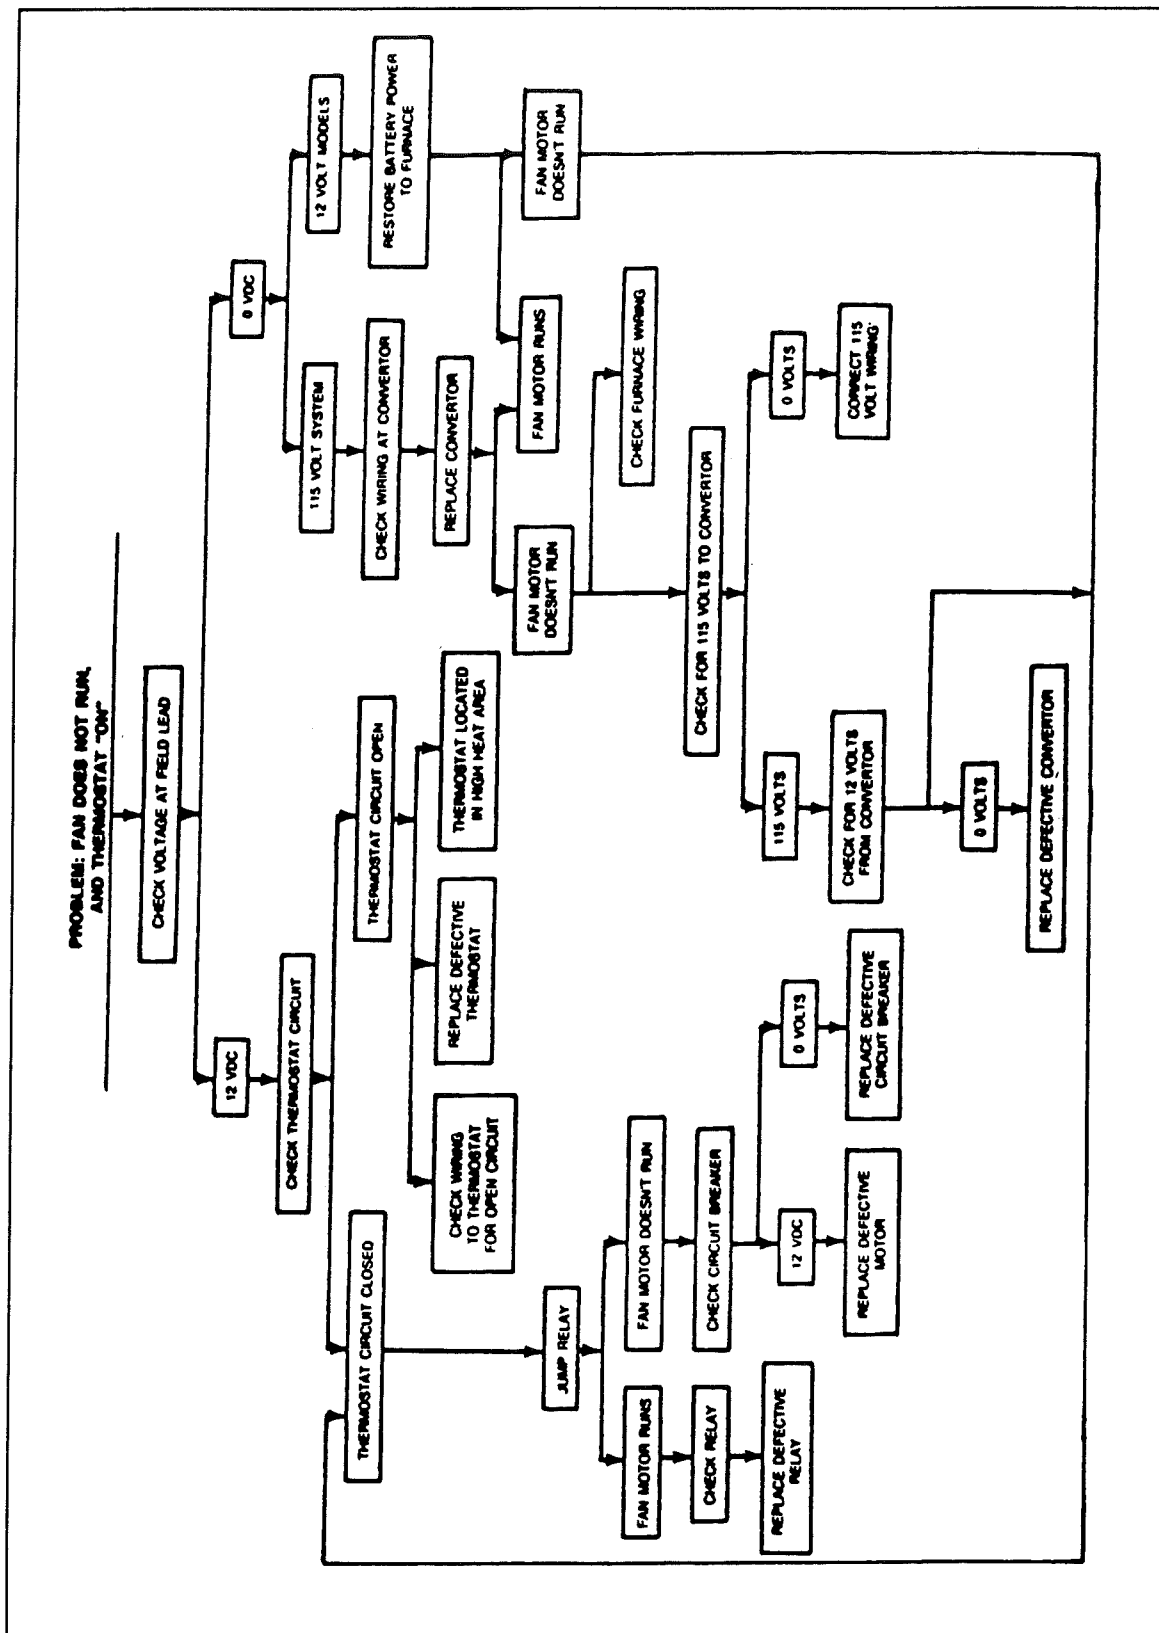 PROBLEM: FAN DOES NOT RUN,
AND THERMOSTAT "ON"
CHECK VOLTAGE AT FIELD LEAD
12 VDC
0 VDC
CHECK THERMOSTAT CIRCUIT
115 VOLT SYSTEM
12 VOLT MODELS
THERMOSTAT CIRCUIT CLOSED
THERMOSTAT CIRCUIT OPEN
CHECK WIRING AT CONVERTOR
RESTORE BATTERY POWER
TO FURNACE
CHECK WIRING
TO THERMOSTAT
FOR OPEN CIRCUIT
REPLACE DEFECTIVE
THERMOSTAT
THERMOSTAT LOCATED
IN HIGH HEAT AREA
REPLACE CONVERTOR
FAN MOTOR
DOESN'T RUN
FAN MOTOR RUNS
FAN MOTOR
DOESN'T RUN
JUMP RELAY
FAN MOTOR RUNS
FAN MOTOR DOESN'T RUN
CHECK FURNACE WIRING
CHECK RELAY
CHECK CIRCUIT BREAKER
CHECK FOR 115 VOLTS TO CONVERTOR
REPLACE DEFECTIVE
RELAY
12 VDC
0 VOLTS
115 VOLTS
0 VOLTS
REPLACE DEFECTIVE
MOTOR
REPLACE DEFECTIVE
CIRCUIT BREAKER
CHECK FOR 12 VOLTS
FROM CONVERTOR
CORRECT 115
VOLT WIRING
0 VOLTS
REPLACE DEFECTIVE CONVERTOR